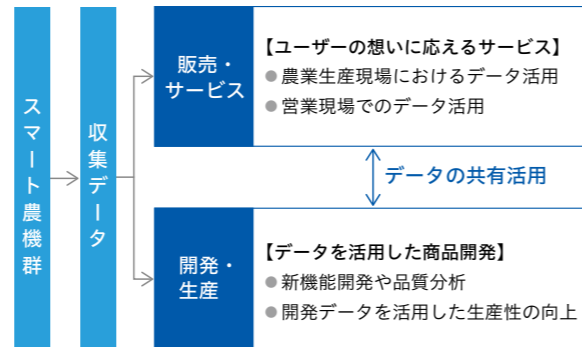 スマート農機群
収集データ
販売・
サービス
【ユーザーの想いに応えるサービス】
●農業生産現場におけるデータ活用
●営業現場でのデータ活用
データの共有活用
開発・
生産
【データを活用した商品開発】
●新機能開発や品質分析
●開発データを活用した生産性の向上